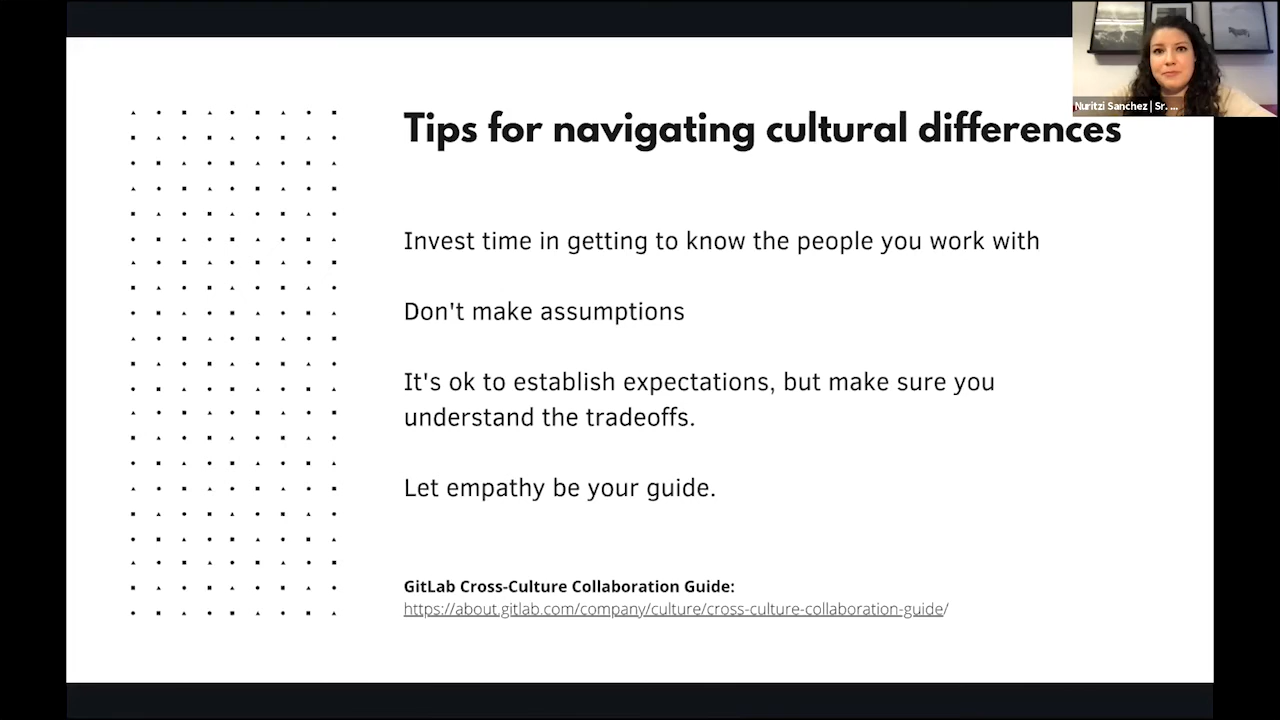 Nuritzi Sanchez | Sr. ...
Tips for navigating cultural differences
Invest time in getting to know the people you work with
Don't make assumptions
It's ok to establish expectations, but make sure you
understand the tradeoffs.
Let empathy be your guide.
GitLab Cross-Culture Collaboration Guide:
https://about.gitlab.com/company/culture/cross-culture-collaboration-guide/